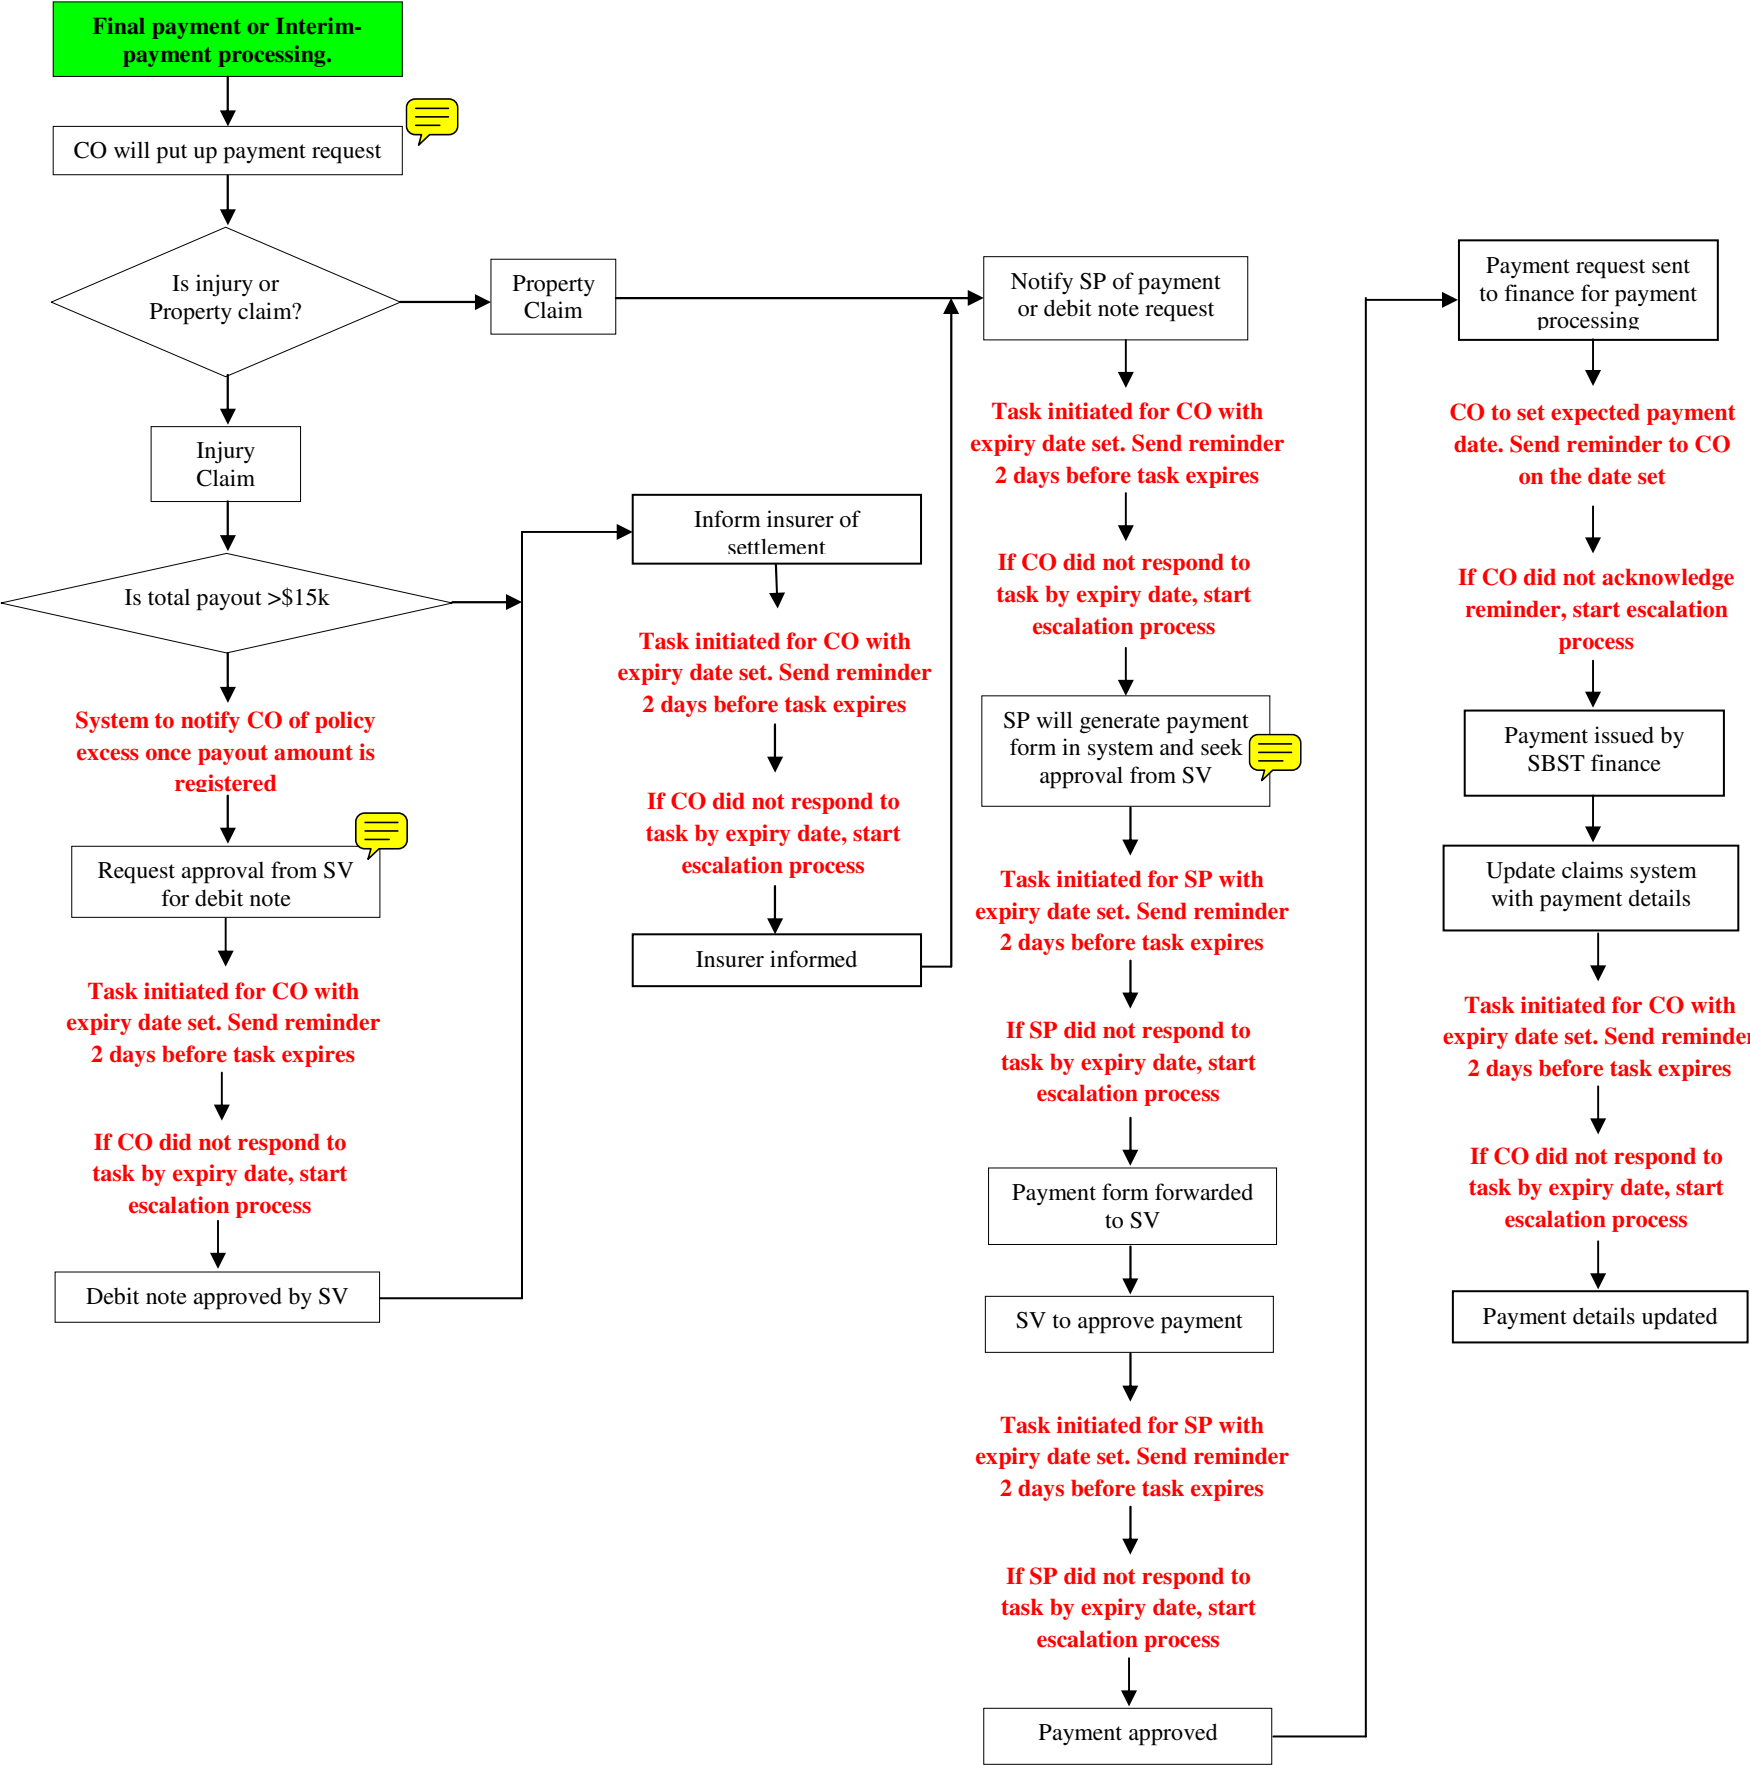 Final payment or Interim-
payment processing.
CO will put up payment request
Is injury or
Property claim?
Property
Claim
Injury
Claim
Is total payout >$15k
System to notify CO of policy
excess once payout amount is
registered
Request approval from SV
for debit note
Task initiated for CO with
expiry date set. Send reminder
2 days before task expires
If CO did not respond to
task by expiry date, start
escalation process
Debit note approved by SV
Inform insurer of
settlement
Task initiated for CO with
expiry date set. Send reminder
2 days before task expires
If CO did not respond to
task by expiry date, start
escalation process
Insurer informed
Notify SP of payment
or debit note request
Task initiated for CO with
expiry date set. Send reminder
2 days before task expires
If CO did not respond to
task by expiry date, start
escalation process
SP will generate payment
form in system and seek
approval from SV
Task initiated for SP with
expiry date set. Send reminder
2 days before task expires
If SP did not respond to
task by expiry date, start
escalation process
Payment form forwarded
to SV
SV to approve payment
Task initiated for SP with
expiry date set. Send reminder
2 days before task expires
If SP did not respond to
task by expiry date, start
escalation process
Payment approved
Payment request sent
to finance for payment
processing
CO to set expected payment
date. Send reminder to CO
on the date set
If CO did not acknowledge
reminder, start escalation
process
Payment issued by
SBST finance
Update claims system
with payment details
Task initiated for CO with
expiry date set. Send reminder
2 days before task expires
If CO did not respond to
task by expiry date, start
escalation process
Payment details updated